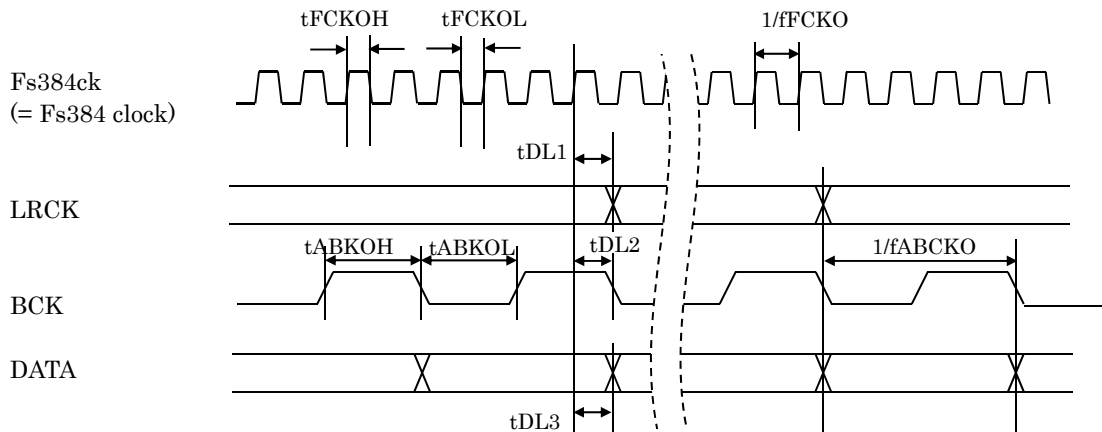 tFCKOH
tFCKOL
1/fFCKO
Fs384ck
(= Fs384 clock)
tDL1
LRCK
tABKOH
tABKOL
tDL2
1/fABCKO
BCK
DATA
tDL3